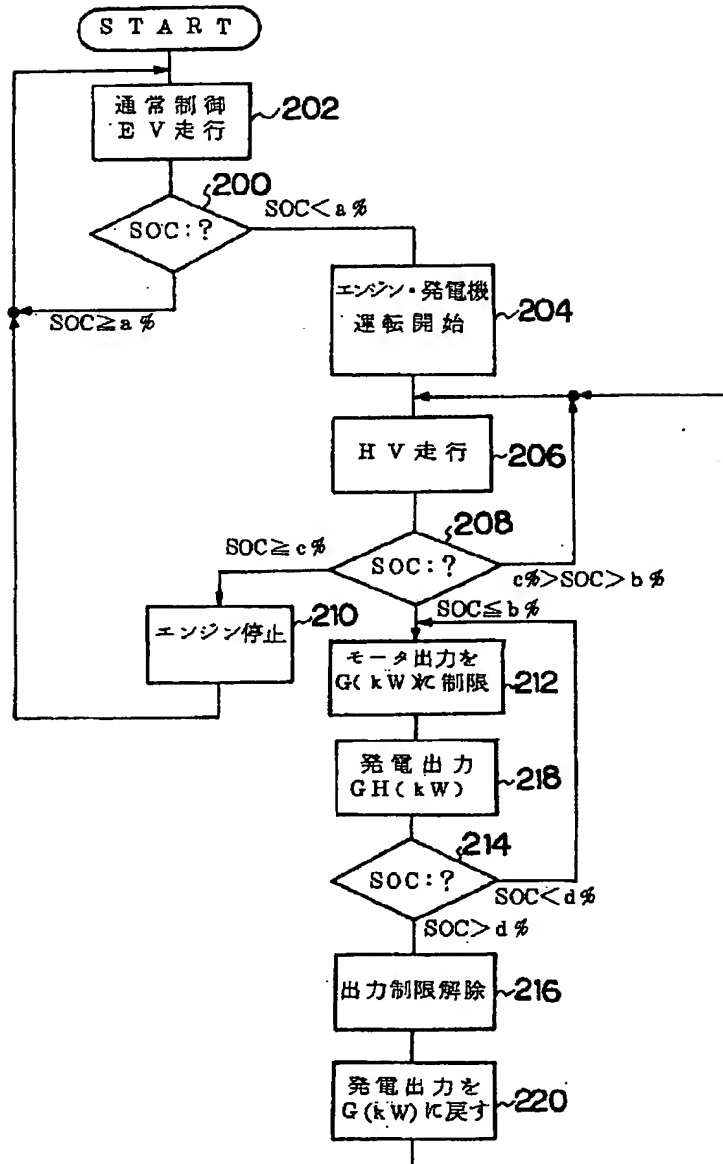 START
通常制御
EV走行
202
200
SOC:?
SOC<a%
SOC≧a%
エンジン・発電機
運転開始
204
HV走行
206
208
SOC:?
SOC≧c%
c%>SOC>b%
SOC≦b%
エンジン停止
210
モータ出力を
G(kW)に制限
212
発電出力
GH(kW)
218
214
SOC:?
SOC<d%
SOC>d%
出力制限解除
216
発電出力を
G(kW)に戻す
220